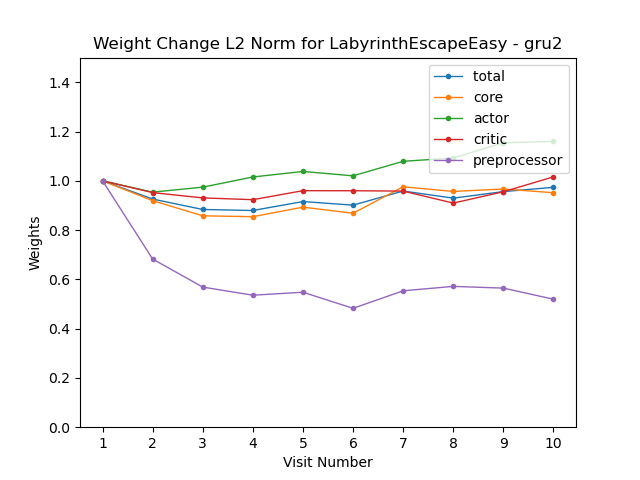 Weight Change L2 Norm for LabyrinthEscapeEasy - gru2
total
core
actor
critic
preprocessor
1.4
1.2
1.0
0.8
0.6
0.4
0.2
0.0
Weights
1 2 3 4 5 6 7 8 9 10
Visit Number